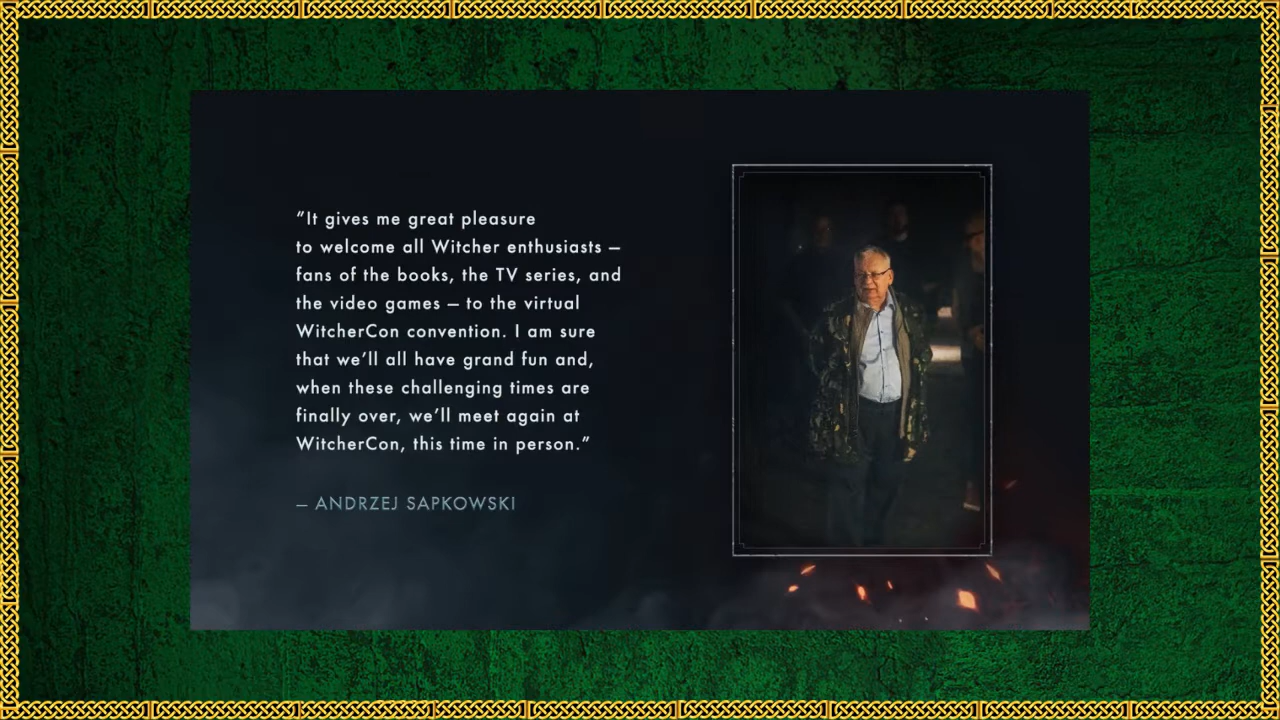 “It gives me great pleasure
to welcome all Witcher enthusiasts –
fans of the books, the TV series, and
the video games – to the virtual
WitcherCon convention. I am sure
that we’ll all have grand fun and,
when these challenging times are
finally over, we’ll meet again at
WitcherCon, this time in person.”
– ANDRZEJ SAPKOWSKI